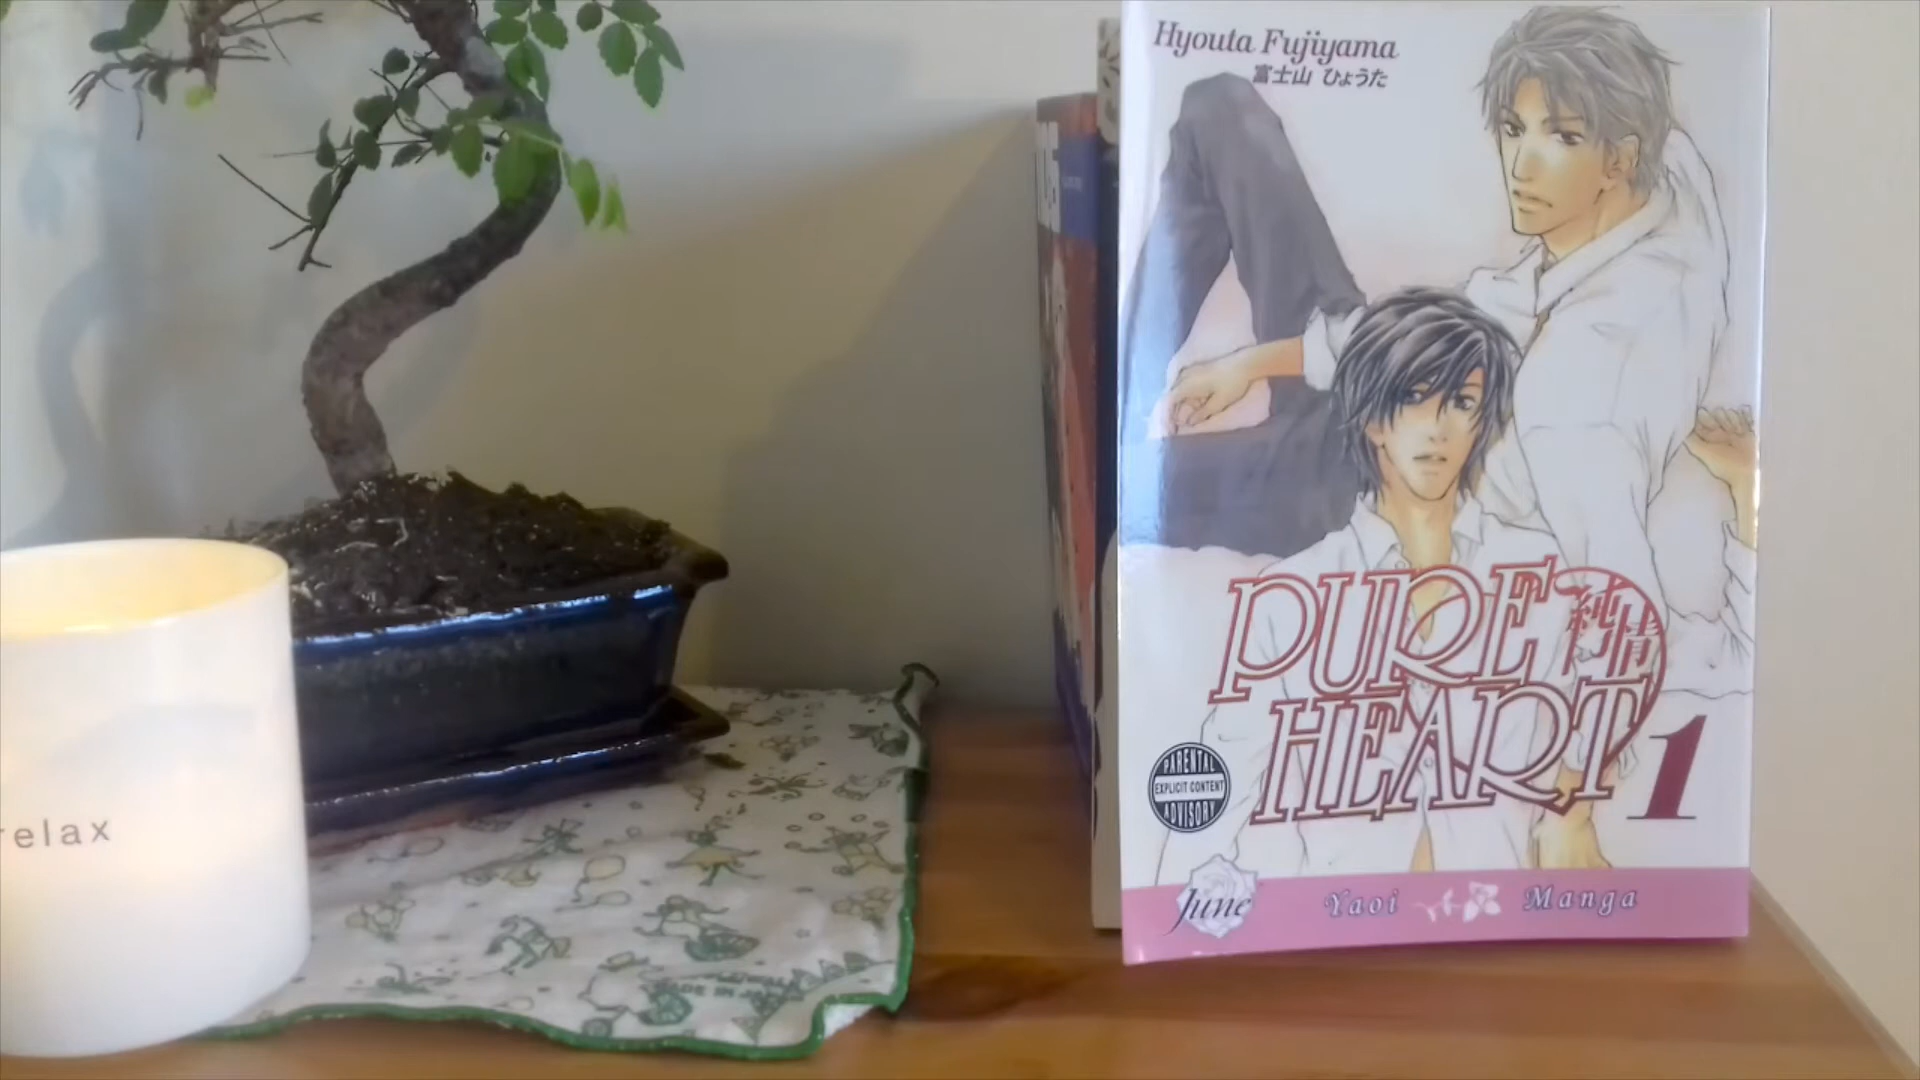 relax
Hyouta Fujiyama
富士山 ひょうた
PURE
純情
HEART 1
PARENTAL
EXPLICIT CONTENT
ADVISORY
June
Yaoi Manga